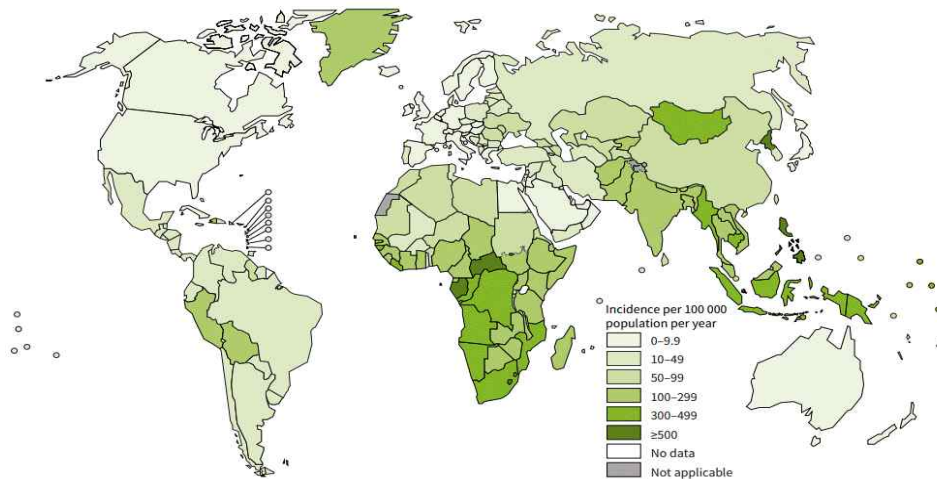 Incidence per 100 000
population per year
0–9.9
10–49
50–99
100–299
300–499
≥500
No data
Not applicable